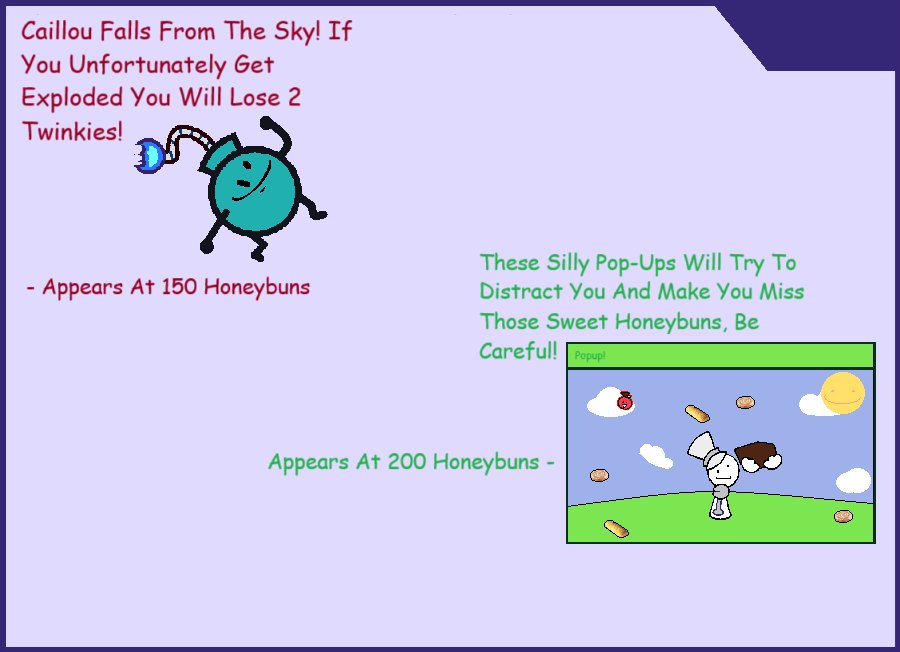 Caillou Falls From The Sky! If
You Unfortunately Get
Exploded You Will Lose 2
Twinkies!
- Appears At 150 Honeybuns
These Silly Pop-Ups Will Try To
Distract You And Make You Miss
Those Sweet Honeybuns, Be
Careful!
Popup!
Appears At 200 Honeybuns -